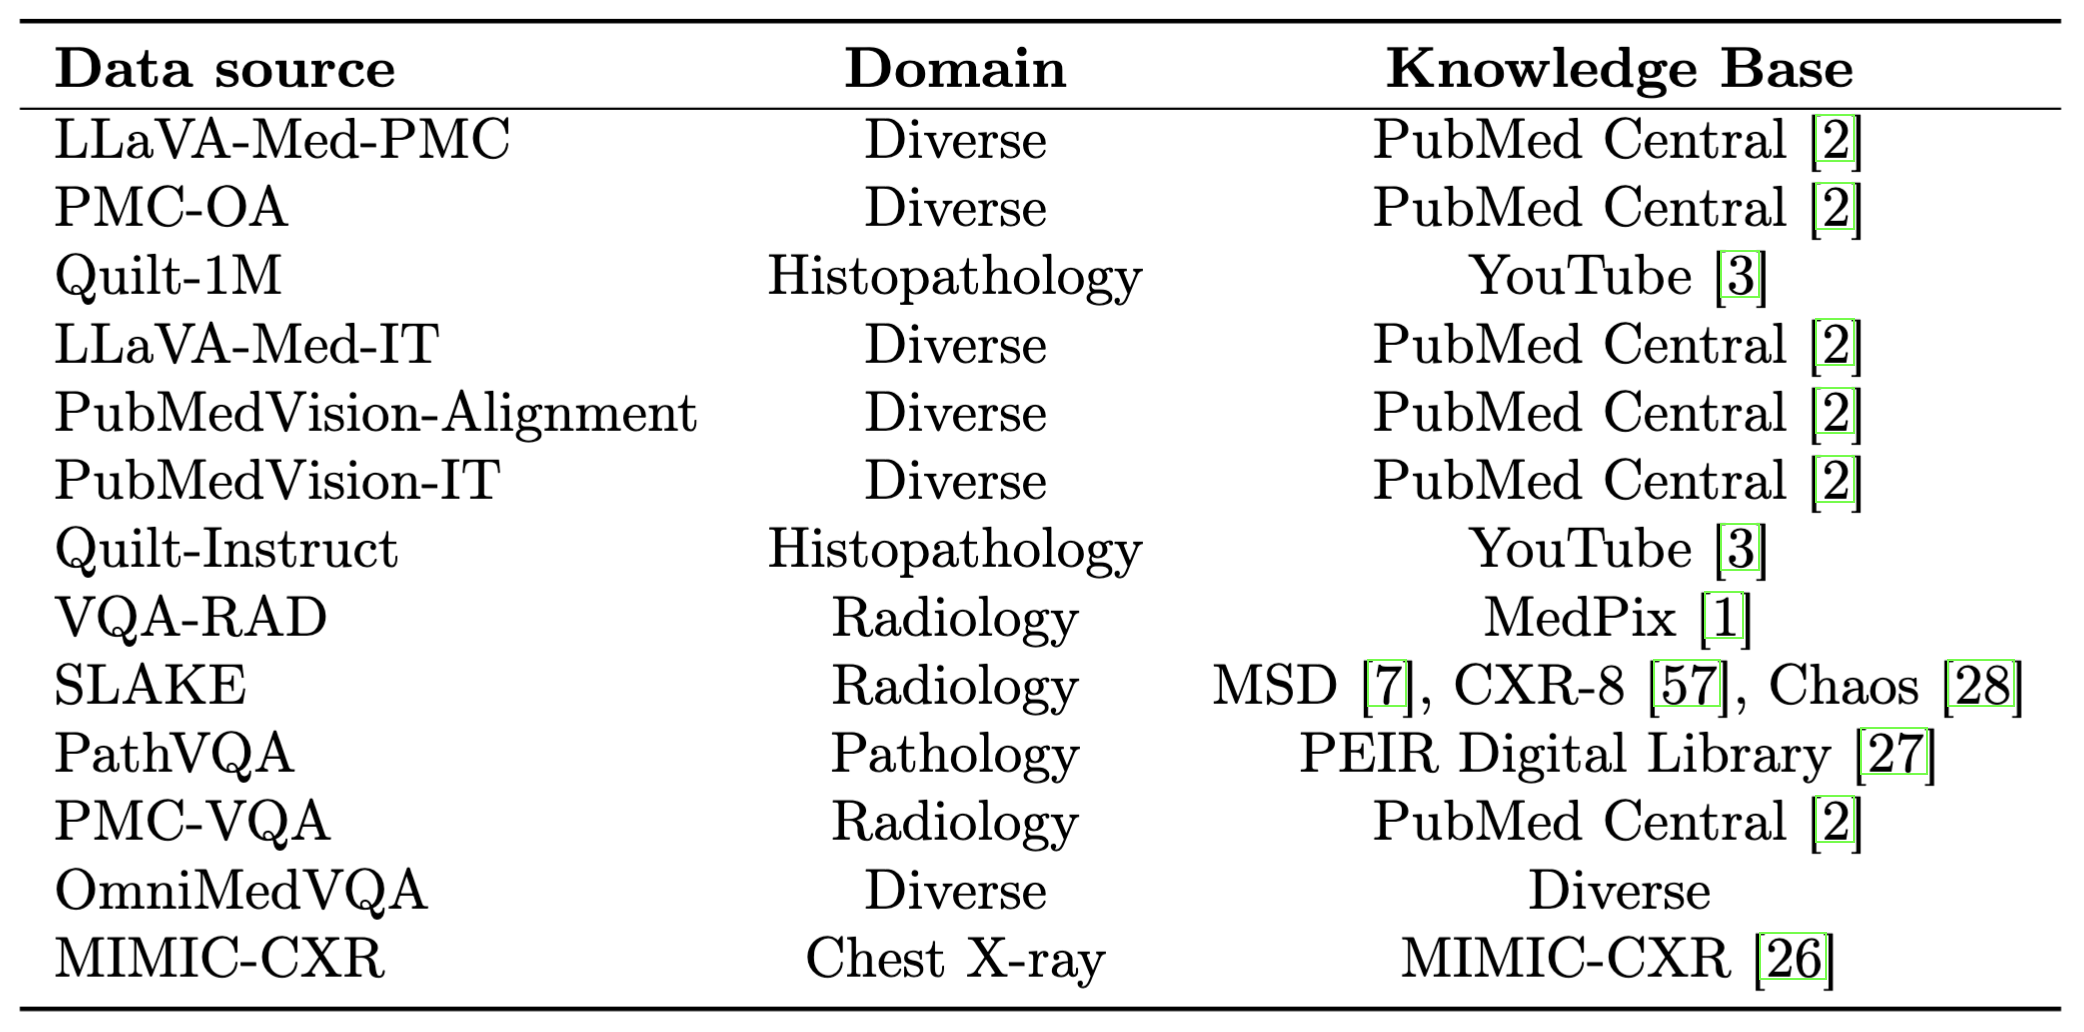 Data source Domain Knowledge Base
LLaVA-Med-PMC Diverse PubMed Central [2]
PMC-OA Diverse PubMed Central [2]
Quilt-1M Histopathology YouTube [3]
LLaVA-Med-IT Diverse PubMed Central [2]
PubMedVision-Alignment Diverse PubMed Central [2]
PubMedVision-IT Diverse PubMed Central [2]
Quilt-Instruct Histopathology YouTube [3]
VQA-RAD Radiology MedPix [1]
SLAKE Radiology MSD [7], CXR-8 [57], Chaos [28]
PathVQA Pathology PEIR Digital Library [27]
PMC-VQA Radiology PubMed Central [2]
OmniMedVQA Diverse Diverse
MIMIC-CXR Chest X-ray MIMIC-CXR [26]